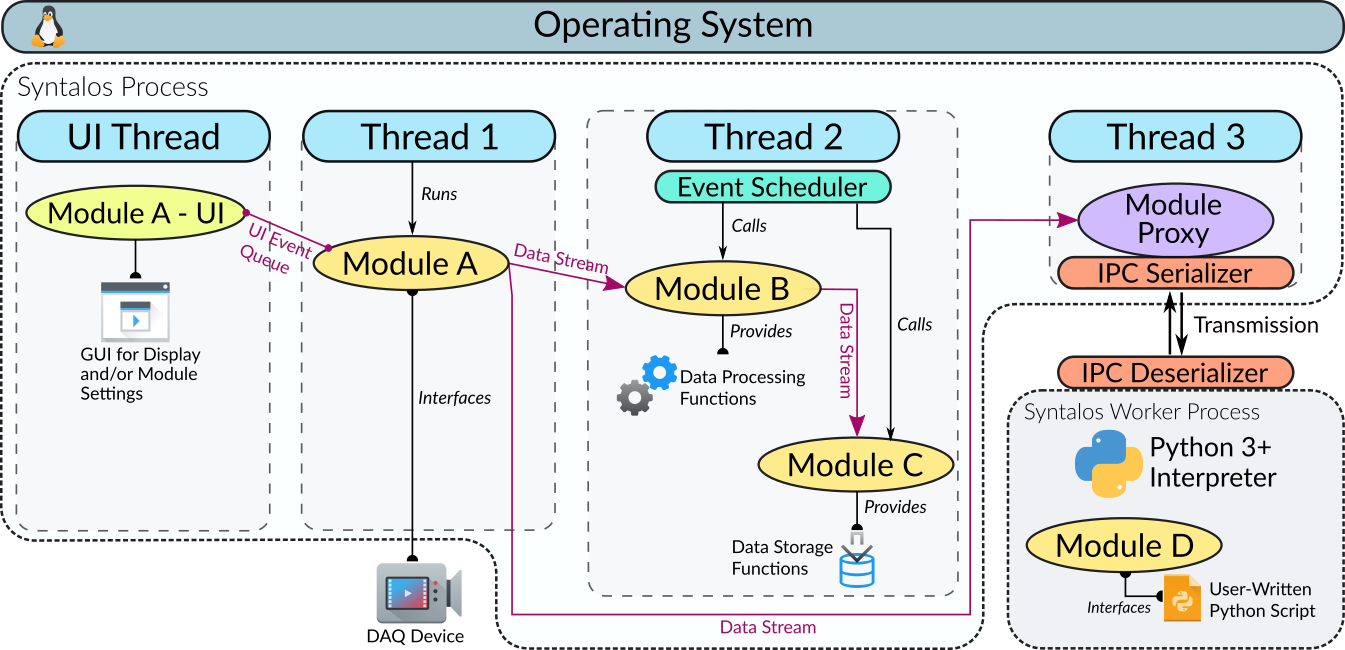 Operating System
Syntalos Process
UI Thread
Thread 1
Thread 2
Thread 3
Event Scheduler
Module A - UI
UI Event
Queue
Runs
Module A
Data Stream
Calls
Module B
Calls
Module
Proxy
IPC Serializer
Transmission
IPC Deserializer
GUI for Display
and/or Module
Settings
Interfaces
Provides
Data Processing
Functions
Data Stream
Module C
Provides
Data Storage
Functions
DAQ Device
Data Stream
Syntalos Worker Process
Python 3+
Interpreter
Module D
Interfaces
User-Written
Python Script